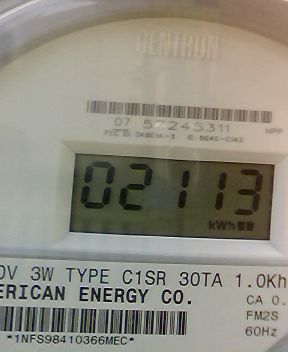 CENTRON
07 57245311
02113
kWh
0V 3W TYPE C1SR 30TA 1.0Kh
ERICAN ENERGY CO.
CA 0.
FM2S
60Hz
*1NFS98410366MEC*